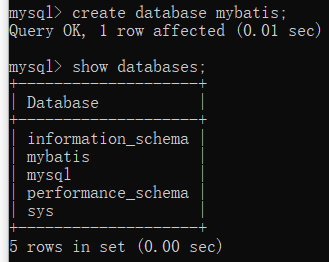 mysql> create database mybatis;
Query OK, 1 row affected (0.01 sec)
mysql> show databases;
+--------------------+
| Database           |
+--------------------+
| information_schema |
| mybatis            |
| mysql              |
| performance_schema |
| sys                |
+--------------------+
5 rows in set (0.00 sec)